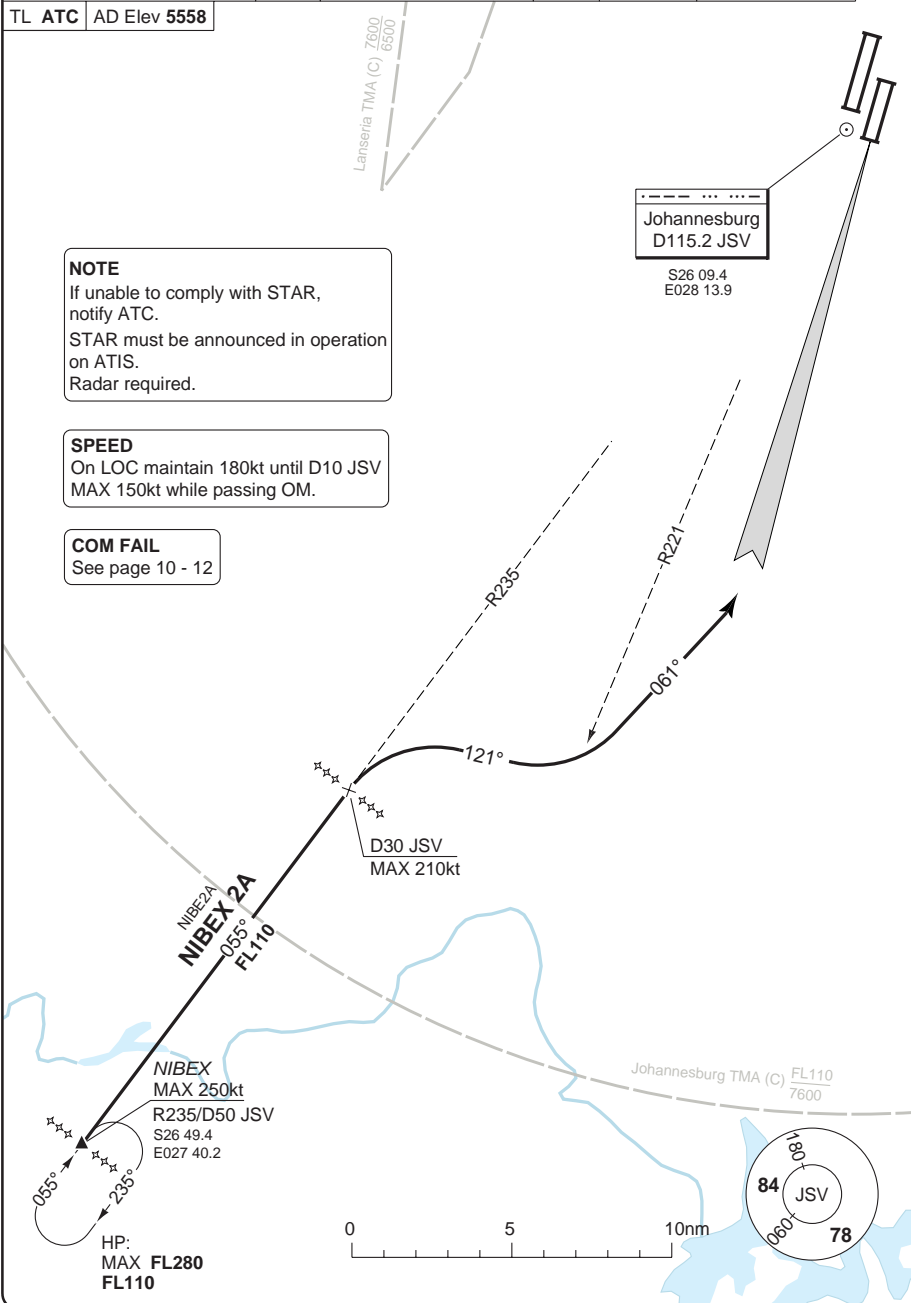 TL ATC AD Elev 5558
Lanseria TMA (C) 7600
6500
Johannesburg
D115.2 JSV
S26 09.4
E028 13.9
NOTE
If unable to comply with STAR,
notify ATC.
STAR must be announced in operation
on ATIS.
Radar required.
SPEED
On LOC maintain 180kt until D10 JSV
MAX 150kt while passing OM.
COM FAIL
See page 10 - 12
R235
R221
061°
121°
D30 JSV
MAX 210kt
NIBE2A
NIBEX 2A
055°
FL110
NIBEX
MAX 250kt
R235/D50 JSV
S26 49.4
E027 40.2
Johannesburg TMA (C) FL110
7600
055°
235°
HP:
MAX FL280
FL110
0 5 10nm
180
84 JSV
060 78